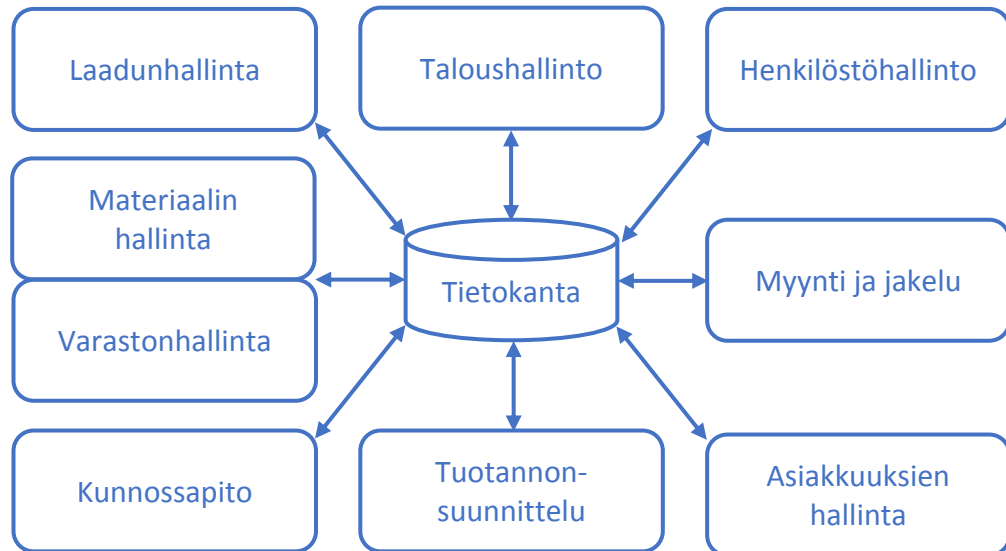 Laadunhallinta
Taloushallinto
Henkilöstöhallinto
Materiaalin
hallinta
Varastonhallinta
Tietokanta
Myynti ja jakelu
Kunnossapito
Tuotannon-
suunnittelu
Asiakkuuksien
hallinta